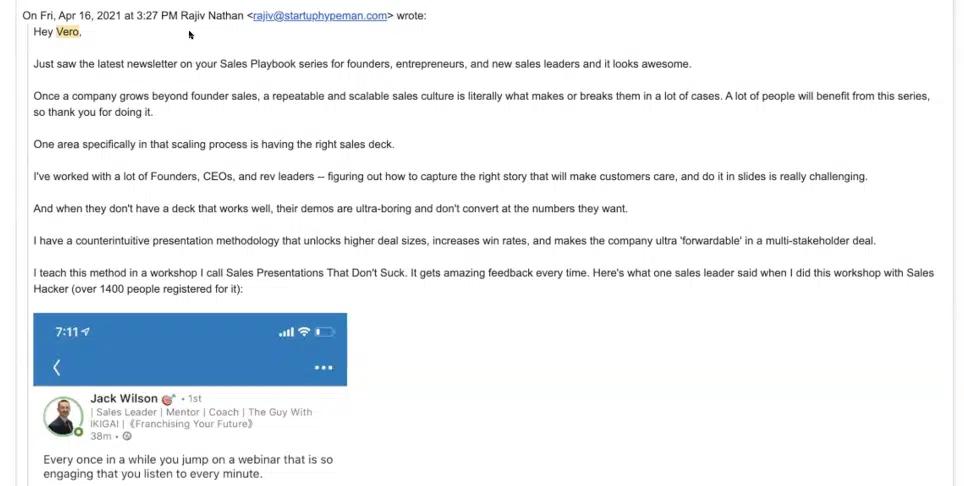 On Fri, Apr 16, 2021 at 3:27 PM Rajiv Nathan <rajiv@startuphypeman.com> wrote:
Hey Vero,
Just saw the latest newsletter on your Sales Playbook series for founders, entrepreneurs, and new sales leaders and it looks awesome.
Once a company grows beyond founder sales, a repeatable and scalable sales culture is literally what makes or breaks them in a lot of cases. A lot of people will benefit from this series,
so thank you for doing it.
One area specifically in that scaling process is having the right sales deck.
I've worked with a lot of Founders, CEOs, and rev leaders -- figuring out how to capture the right story that will make customers care, and do it in slides is really challenging.
And when they don't have a deck that works well, their demos are ultra-boring and don't convert at the numbers they want.
I have a counterintuitive presentation methodology that unlocks higher deal sizes, increases win rates, and makes the company ultra 'forwardable' in a multi-stakeholder deal.
I teach this method in a workshop I call Sales Presentations That Don't Suck. It gets amazing feedback every time. Here's what one sales leader said when I did this workshop with Sales
Hacker (over 1400 people registered for it):
7:11
Jack Wilson 🎯 • 1st
| Sales Leader | Mentor | Coach | The Guy With
IKIGAI | 《Franchising Your Future》
38m •
Every once in a while you jump on a webinar that is so
engaging that you listen to every minute.